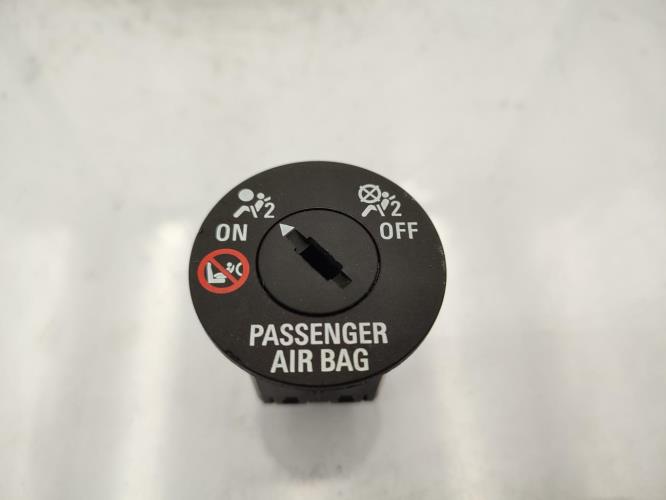 2 2
ON OFF
PASSENGER
AIR BAG